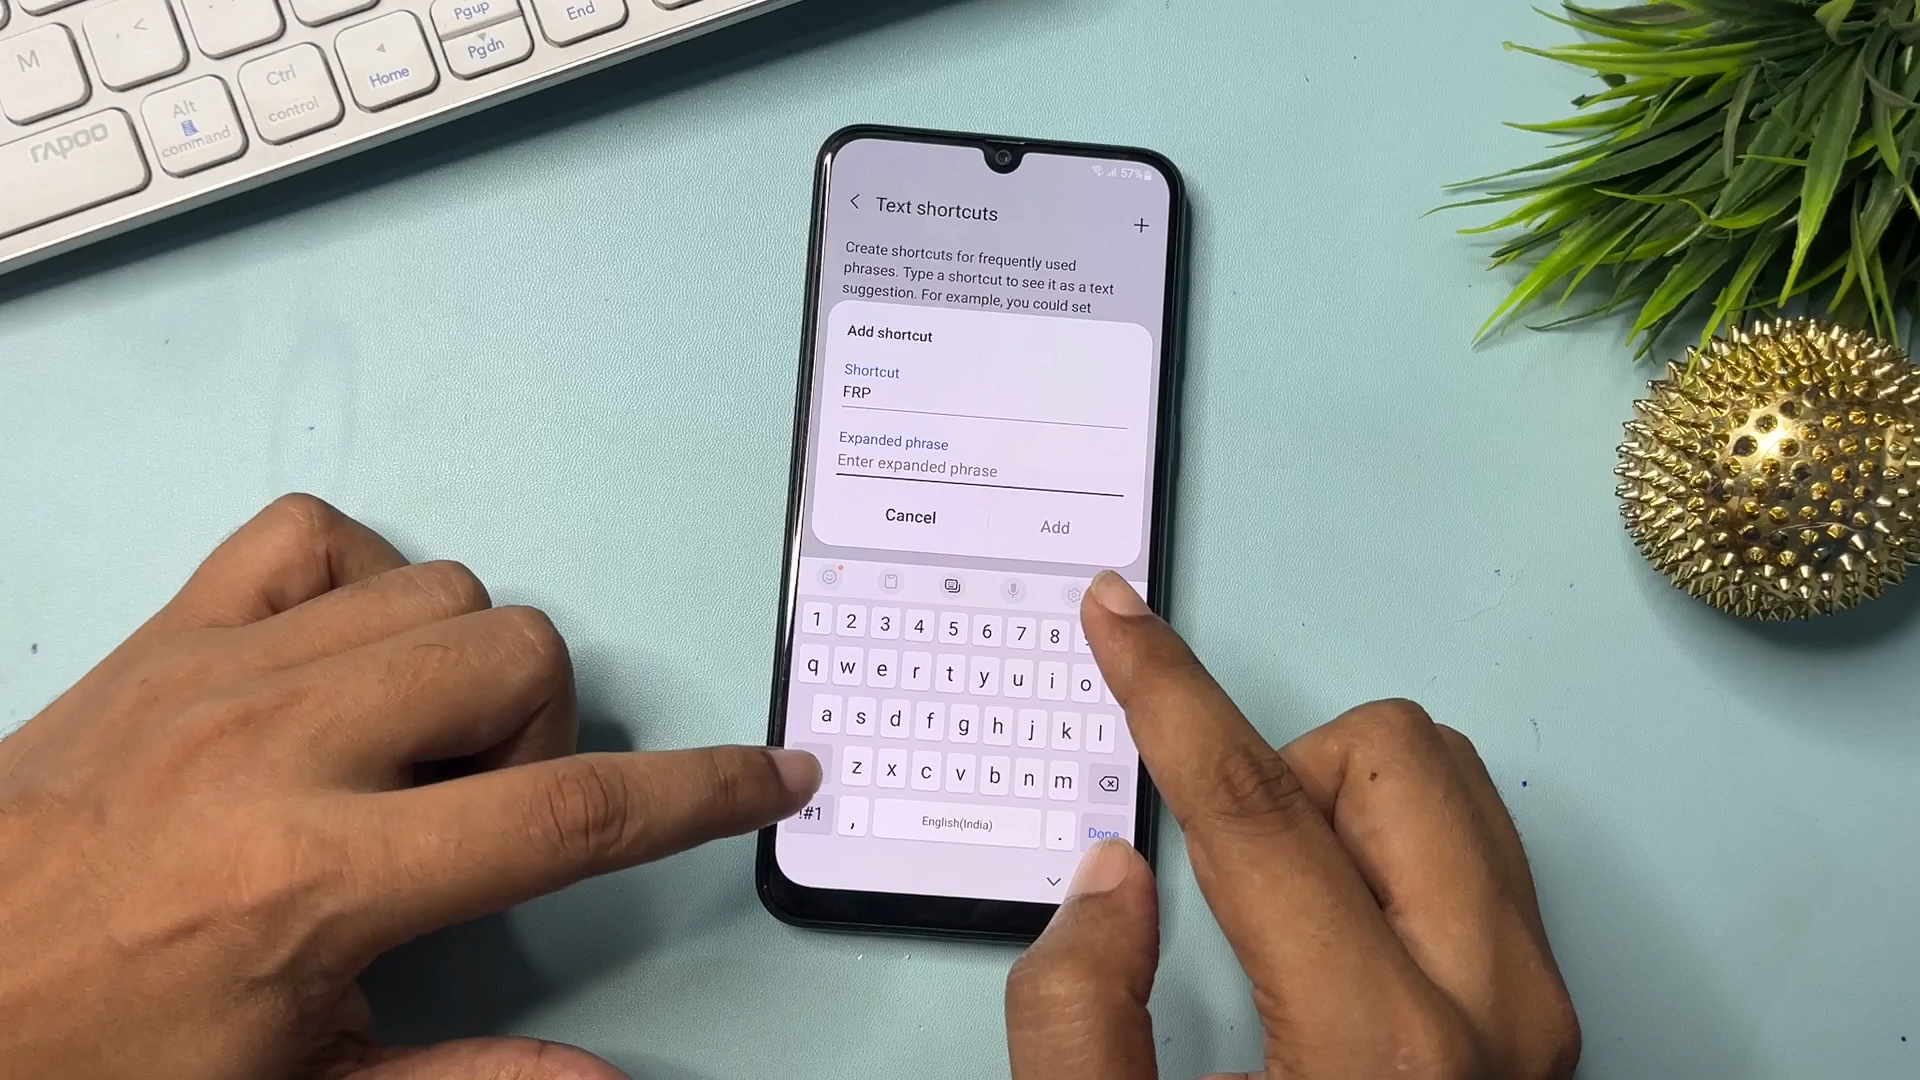 Pgup
End
M
<
Pgdn
Ctrl
Home
control
Alt
rapoo
command
57%
Text shortcuts
+
Create shortcuts for frequently used
phrases. Type a shortcut to see it as a text
suggestion. For example, you could set
Add shortcut
Shortcut
FRP
Expanded phrase
Enter expanded phrase
Cancel
Add
1 2 3 4 5 6 7 8
q w e r t y u i o
a s d f g h j k l
z x c v b n m
!#1 , English(India) . Done